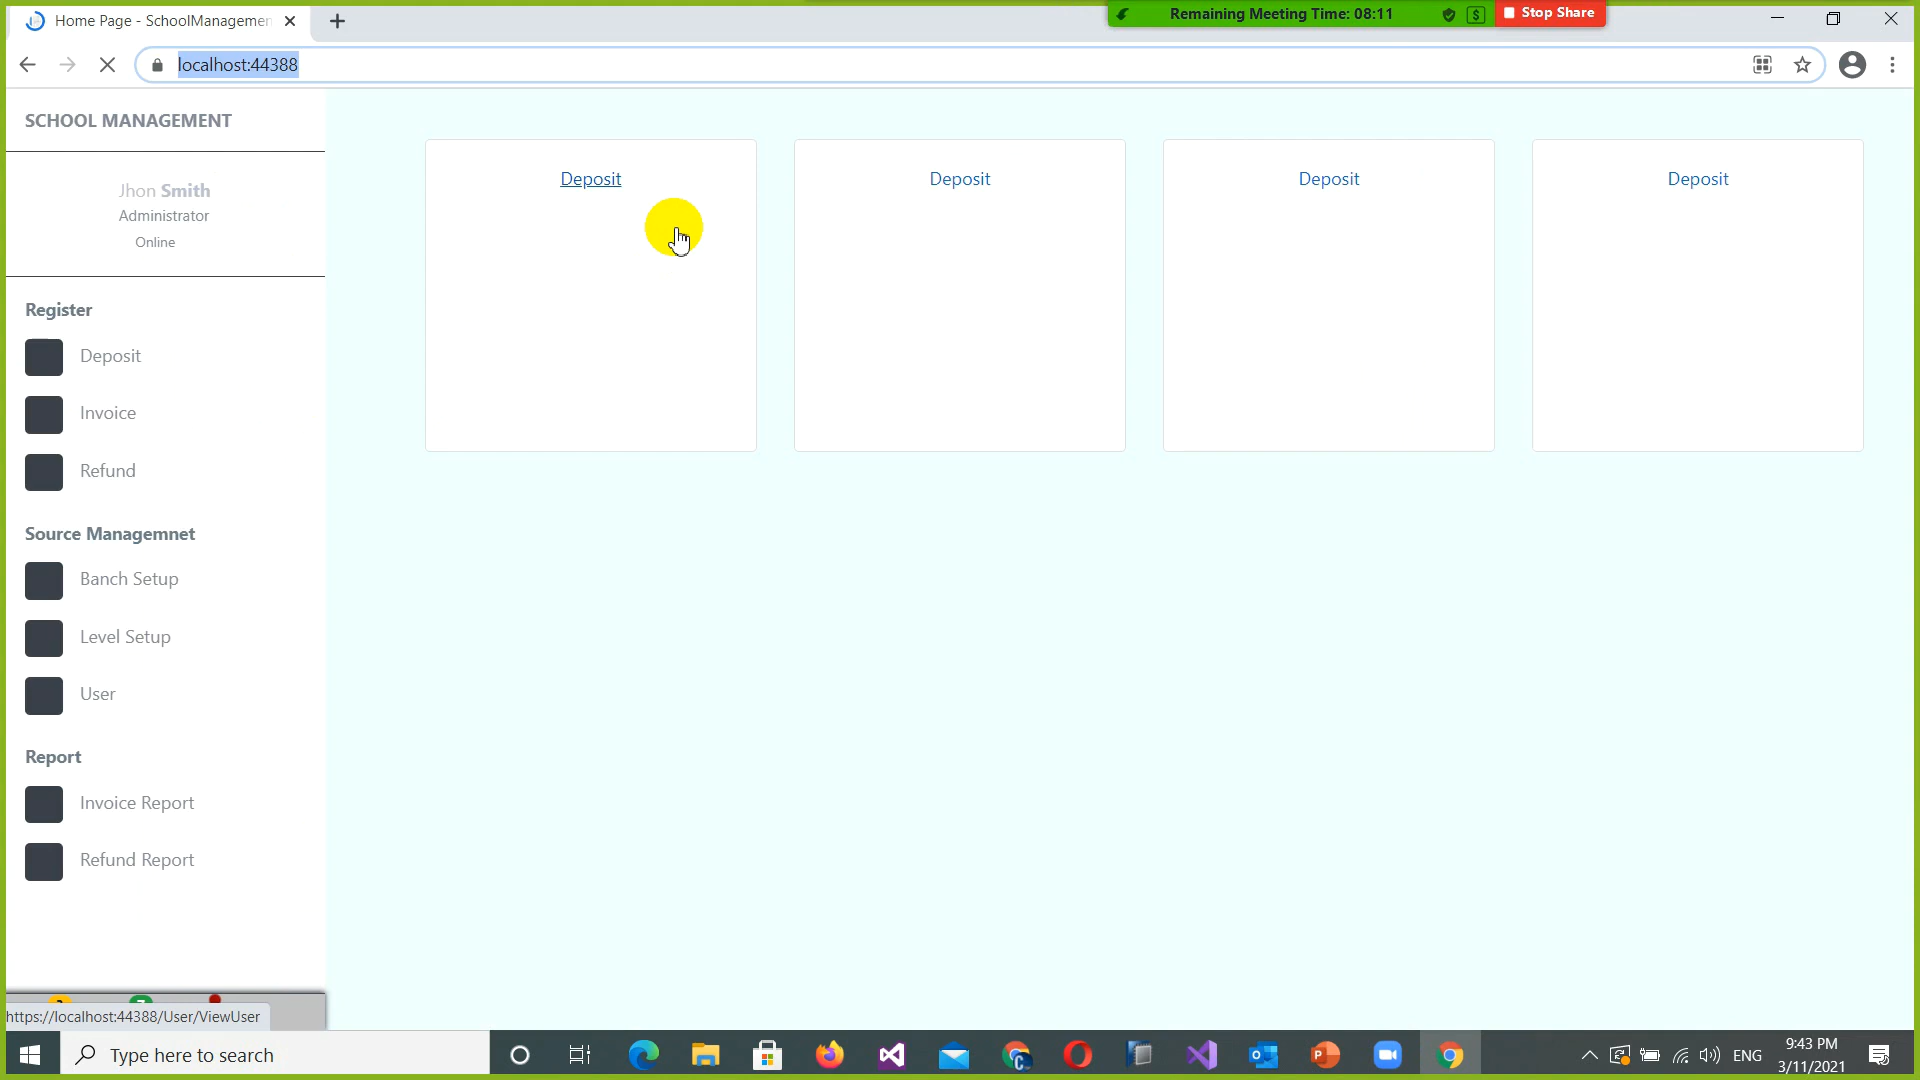 Home Page - SchoolManagemen
Remaining Meeting Time: 08:11
$
Stop Share
localhost:44388
SCHOOL MANAGEMENT
Jhon Smith
Administrator
Online
Deposit
Deposit
Deposit
Deposit
Register
Deposit
Invoice
Refund
Source Managemnet
Banch Setup
Level Setup
User
Report
Invoice Report
Refund Report
https://localhost:44388/User/ViewUser
Type here to search
ENG
9:43 PM
3/11/2021